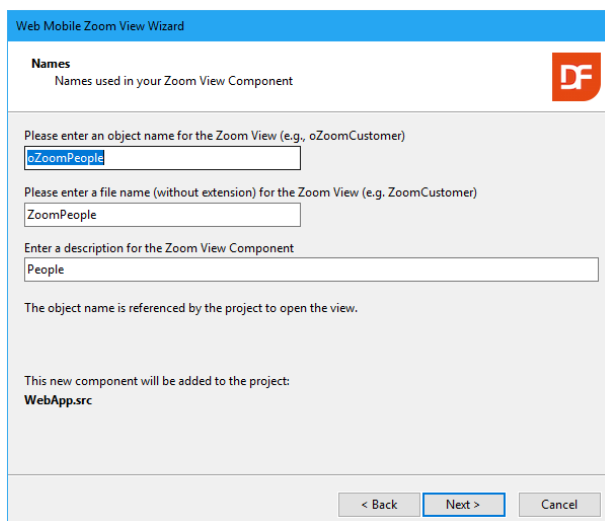 Web Mobile Zoom View Wizard
Names
Names used in your Zoom View Component
DF
Please enter an object name for the Zoom View (e.g., oZoomCustomer)
oZoomPeople
Please enter a file name (without extension) for the Zoom View (e.g. ZoomCustomer)
ZoomPeople
Enter a description for the Zoom View Component
People
The object name is referenced by the project to open the view.
This new component will be added to the project:
WebApp.src
< Back Next > Cancel